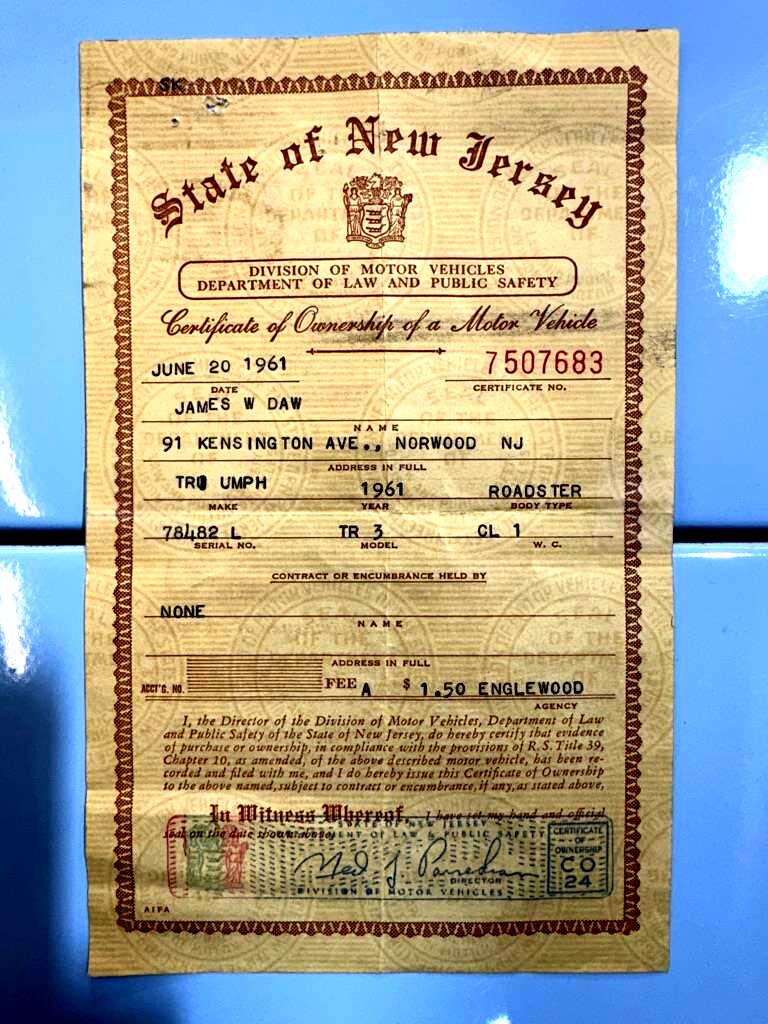 SK
State of New Jersey
DIVISION OF MOTOR VEHICLES
DEPARTMENT OF LAW AND PUBLIC SAFETY
Certificate of Ownership of a Motor Vehicle
JUNE 20 1961 7507683
DATE CERTIFICATE NO.
JAMES W DAW
NAME
91 KENSINGTON AVE., NORWOOD NJ
ADDRESS IN FULL
TRIUMPH 1961 ROADSTER
MAKE YEAR BODY TYPE
78482 L TR 3 CL 1
SERIAL NO. MODEL W. C.
CONTRACT OR ENCUMBRANCE HELD BY
NONE
NAME
ADDRESS IN FULL
ACCT'G. NO. FEE A $ 1.50 ENGLEWOOD
AGENCY
I, the Director of the Division of Motor Vehicles, Department of Law
and Public Safety of the State of New Jersey, do hereby certify that evidence
of purchase or ownership, in compliance with the provisions of R. S. Title 39,
Chapter 10, as amended, of the above described motor vehicle, has been re-
corded and filed with me, and I do hereby issue this Certificate of Ownership
to the above named, subject to contract or encumbrance, if any, as stated above,
In Witness Whereof, I have set my hand and official
seal on the date shown above.
STATE OF NEW JERSEY
DEPARTMENT OF LAW & PUBLIC SAFETY
Ned J Parsekian
DIRECTOR
DIVISION OF MOTOR VEHICLES
CERTIFICATE
OF
OWNERSHIP
CO
24
AIPA